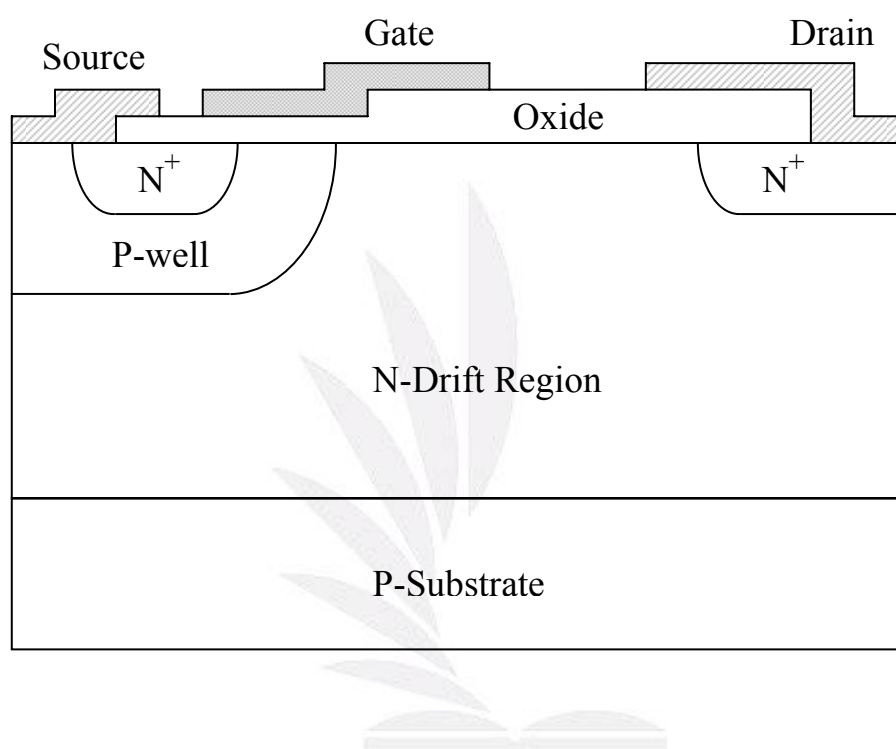 Gate
Drain
Source
Oxide
N+
N+
P-well
N-Drift Region
P-Substrate